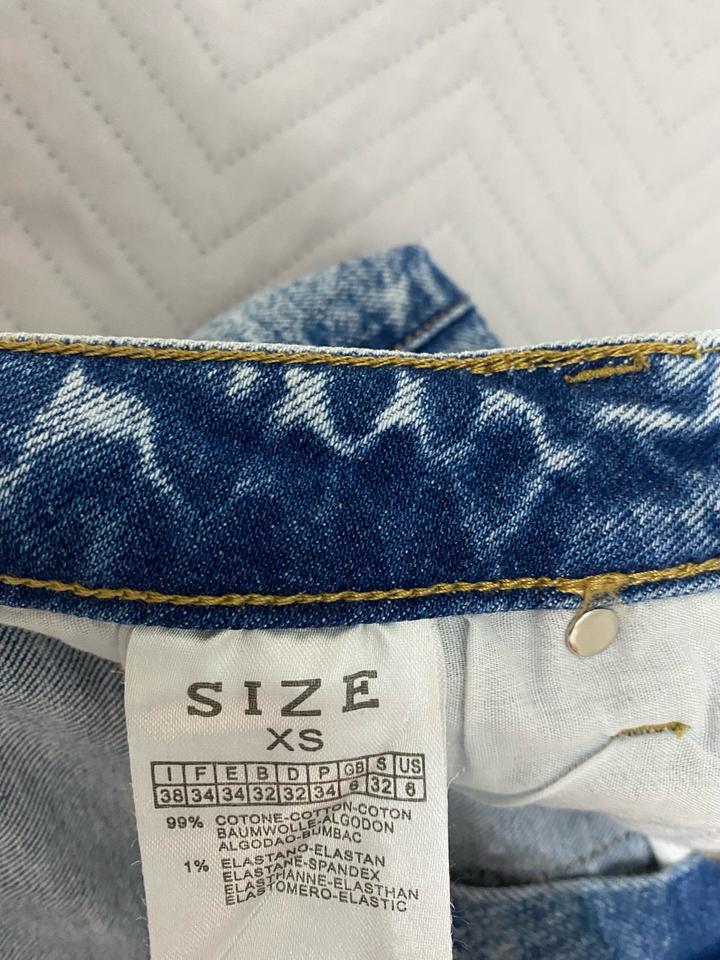 SIZE
XS
I F E B D P GB S US
38 34 34 32 32 34 6 32 6
99% COTONE-COTTON-COTON
BAUMWOLLE-ALGODON
ALGODAO-BUMBAC
1% ELASTANO-ELASTAN
ELASTANE-SPANDEX
ELASTHANNE-ELASTHAN
ELASTOMERO-ELASTIC